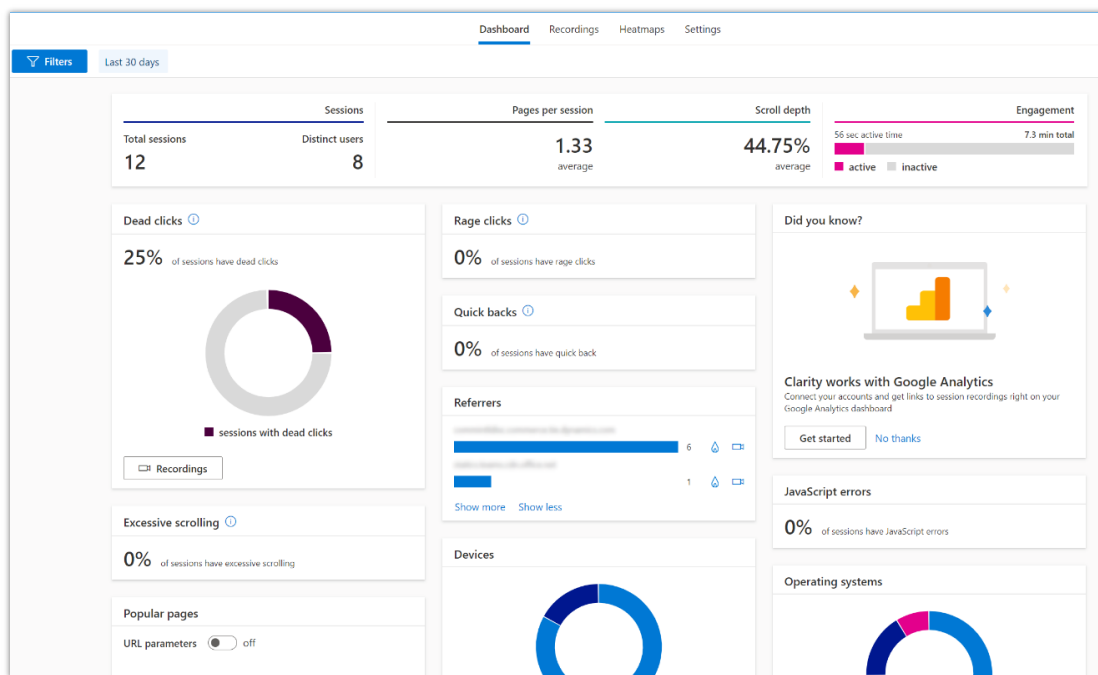 Dashboard Recordings Heatmaps Settings
Filters Last 30 days
Sessions
Total sessions Distinct users
12 8
Pages per session
1.33
average
Scroll depth
44.75%
average
Engagement
56 sec active time 7.3 min total
active inactive
Dead clicks
25% of sessions have dead clicks
sessions with dead clicks
Recordings
Excessive scrolling
0% of sessions have excessive scrolling
Popular pages
URL parameters off
Rage clicks
0% of sessions have rage clicks
Quick backs
0% of sessions have quick back
Referrers
6
1
Show more Show less
Devices
Did you know?
Clarity works with Google Analytics
Connect your accounts and get links to session recordings right on your
Google Analytics dashboard
Get started No thanks
JavaScript errors
0% of sessions have JavaScript errors
Operating systems